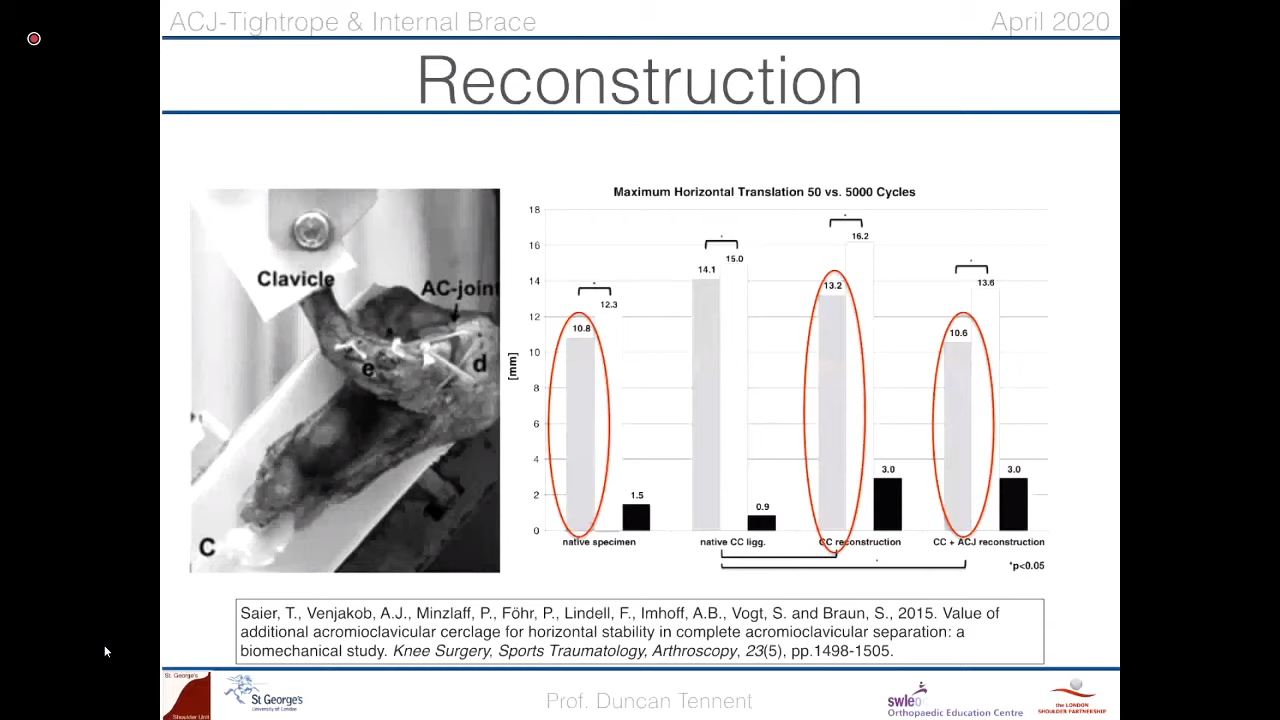 ACJ-Tightrope & Internal Brace
April 2020
Reconstruction
Clavicle
AC-joint
e
d
C
Maximum Horizontal Translation 50 vs. 5000 Cycles
[mm]
18
16
14
12
10
8
6
4
2
0
10.8
12.3
1.5
14.1
15.0
0.9
13.2
16.2
3.0
10.6
13.6
3.0
native specimen
native CC ligg.
CC reconstruction
CC + ACJ reconstruction
*p<0.05
Saier, T., Venjakob, A.J., Minzlaff, P., Föhr, P., Lindell, F., Imhoff, A.B., Vogt, S. and Braun, S., 2015. Value of
additional acromioclavicular cerclage for horizontal stability in complete acromioclavicular separation: a
biomechanical study. Knee Surgery, Sports Traumatology, Arthroscopy, 23(5), pp.1498-1505.
St. George's
Shoulder Unit
St George's
University of London
Prof. Duncan Tennent
swleo
Orthopaedic Education Centre
the LONDON
SHOULDER PARTNERSHIP